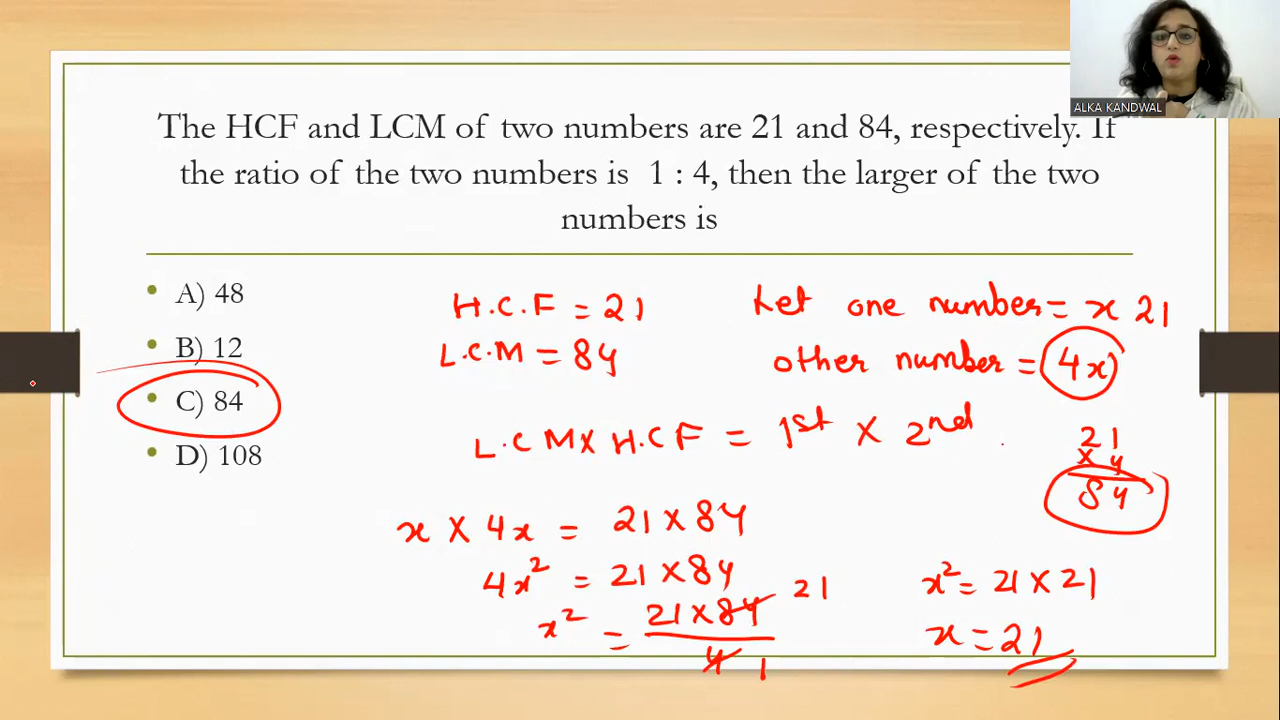 ALKA KANDWAL
The HCF and LCM of two numbers are 21 and 84, respectively. If
the ratio of the two numbers is 1 : 4, then the larger of the two
numbers is
A) 48
B) 12
C) 84
D) 108
H.C.F = 21
L.C.M = 84
Let one number = x 21
other number = 4x
L.C.M x H.C.F = 1st x 2nd
21
x 4
84
x x 4x = 21 x 84
4x² = 21 x 84
x² = 21 x 84 21
4 1
x² = 21 x 21
x = 21